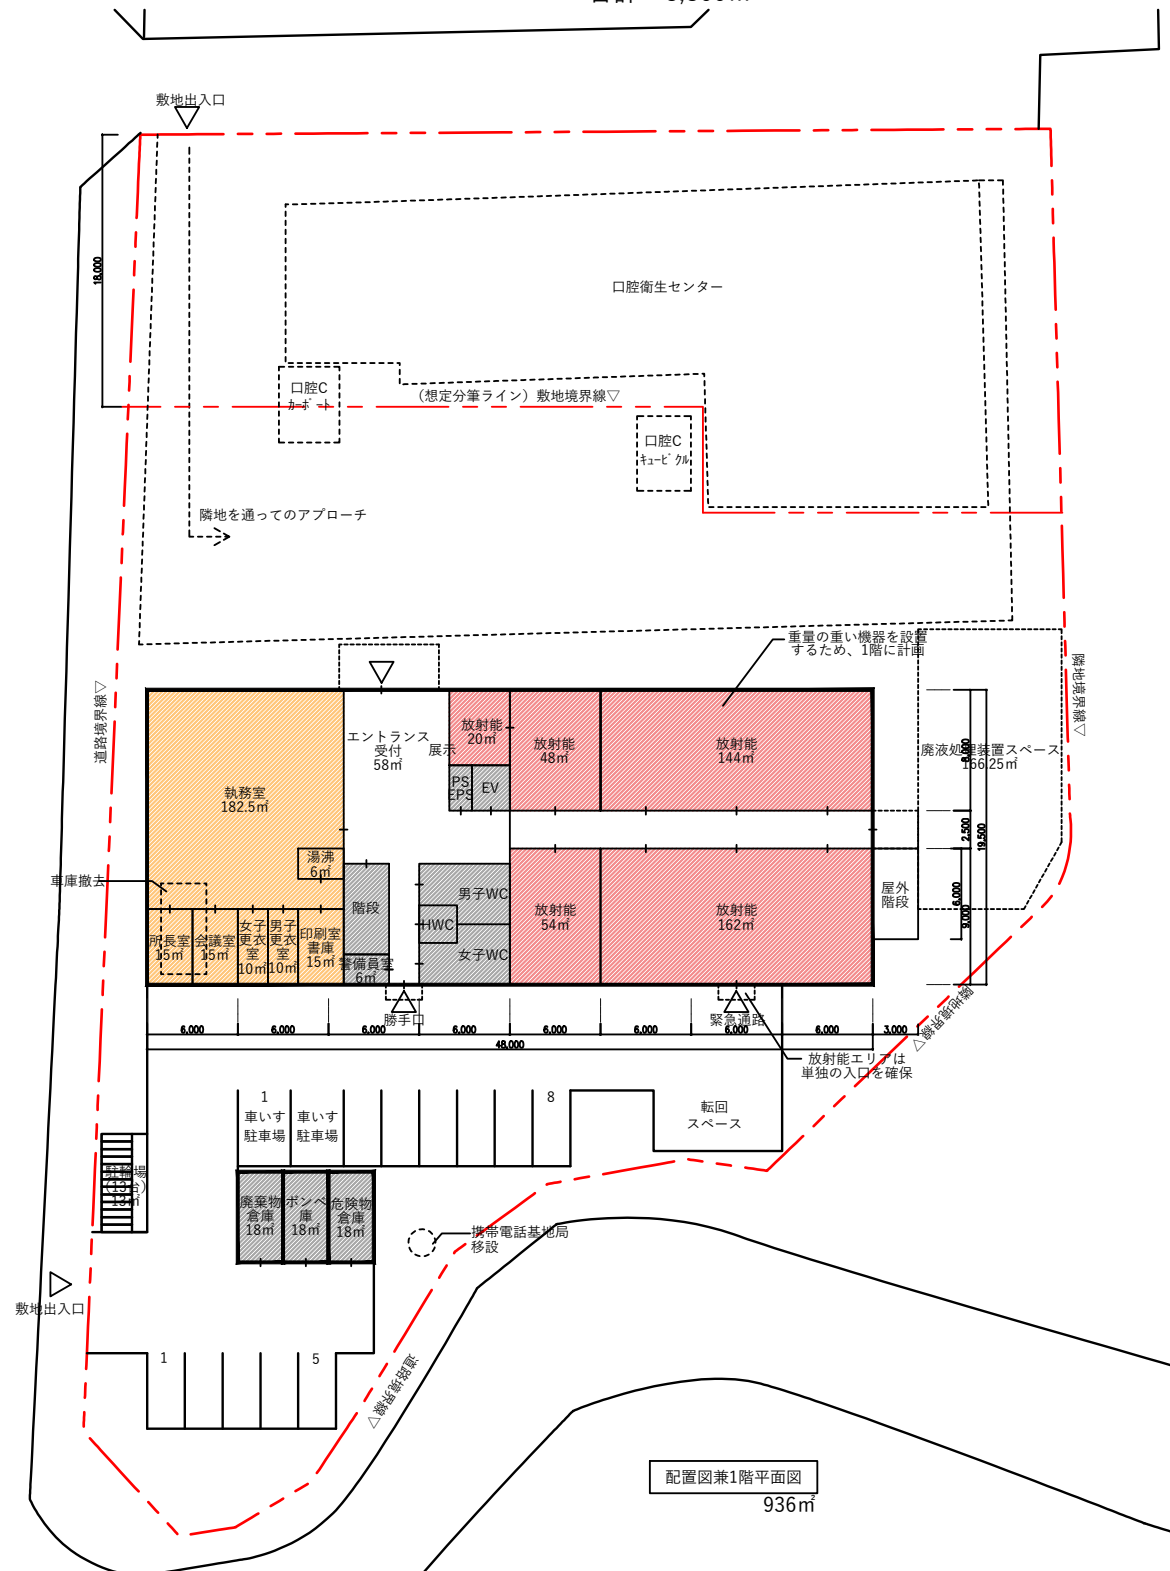 敷地出入口
18.000
口腔衛生センター
口腔C
ｶｰﾎﾟｰﾄ
（想定分筆ライン）敷地境界線▽
口腔C
ｷｭｰﾋﾞｸﾙ
隣地を通ってのアプローチ
重量の重い機器を設置
するため、1階に計画
道路境界線▽
隣地境界線▽
エントランス
受付
58㎡
展示
放射能
20㎡
放射能
48㎡
放射能
144㎡
廃液処理装置スペース
166.25㎡
8.000
2.500
19.500
6.000
9.000
執務室
182.5㎡
PS
EPS
EV
湯沸
6㎡
車庫撤去
階段
男子WC
HWC
女子WC
放射能
54㎡
放射能
162㎡
屋外
階段
所長室
15㎡
会議室
15㎡
女子
更衣
室
10㎡
男子
更衣
室
10㎡
印刷室
書庫
15㎡
警備員室
6㎡
勝手口
緊急通路
隣地境界線▽
6.000
6.000
6.000
6.000
6.000
6.000
6.000
6.000
3.000
48.000
放射能エリアは
単独の入口を確保
1
車いす
駐車場
車いす
駐車場
8
転回
スペース
駐輪場
(13台)
13㎡
廃棄物
倉庫
18㎡
ボンベ
庫
18㎡
危険物
倉庫
18㎡
携帯電話基地局
移設
敷地出入口
1
5
道路境界線▽
配置図兼1階平面図
936㎡